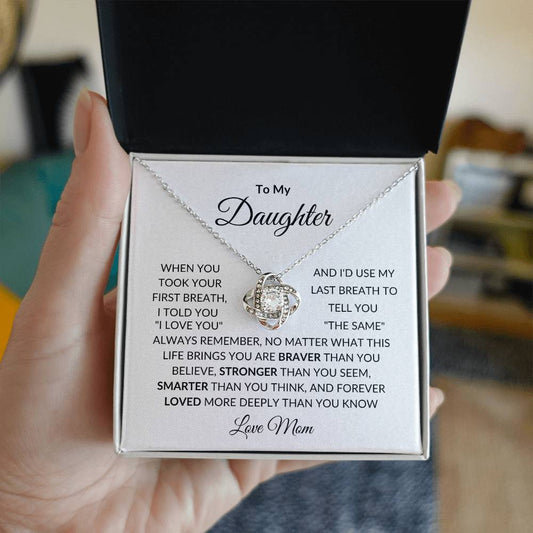 To My
Daughter
WHEN YOU
TOOK YOUR
FIRST BREATH,
I TOLD YOU
"I LOVE YOU"
AND I'D USE MY
LAST BREATH TO
TELL YOU
"THE SAME"
ALWAYS REMEMBER, NO MATTER WHAT THIS
LIFE BRINGS YOU ARE BRAVER THAN YOU
BELIEVE, STRONGER THAN YOU SEEM,
SMARTER THAN YOU THINK, AND FOREVER
LOVED MORE DEEPLY THAN YOU KNOW
Love Mom